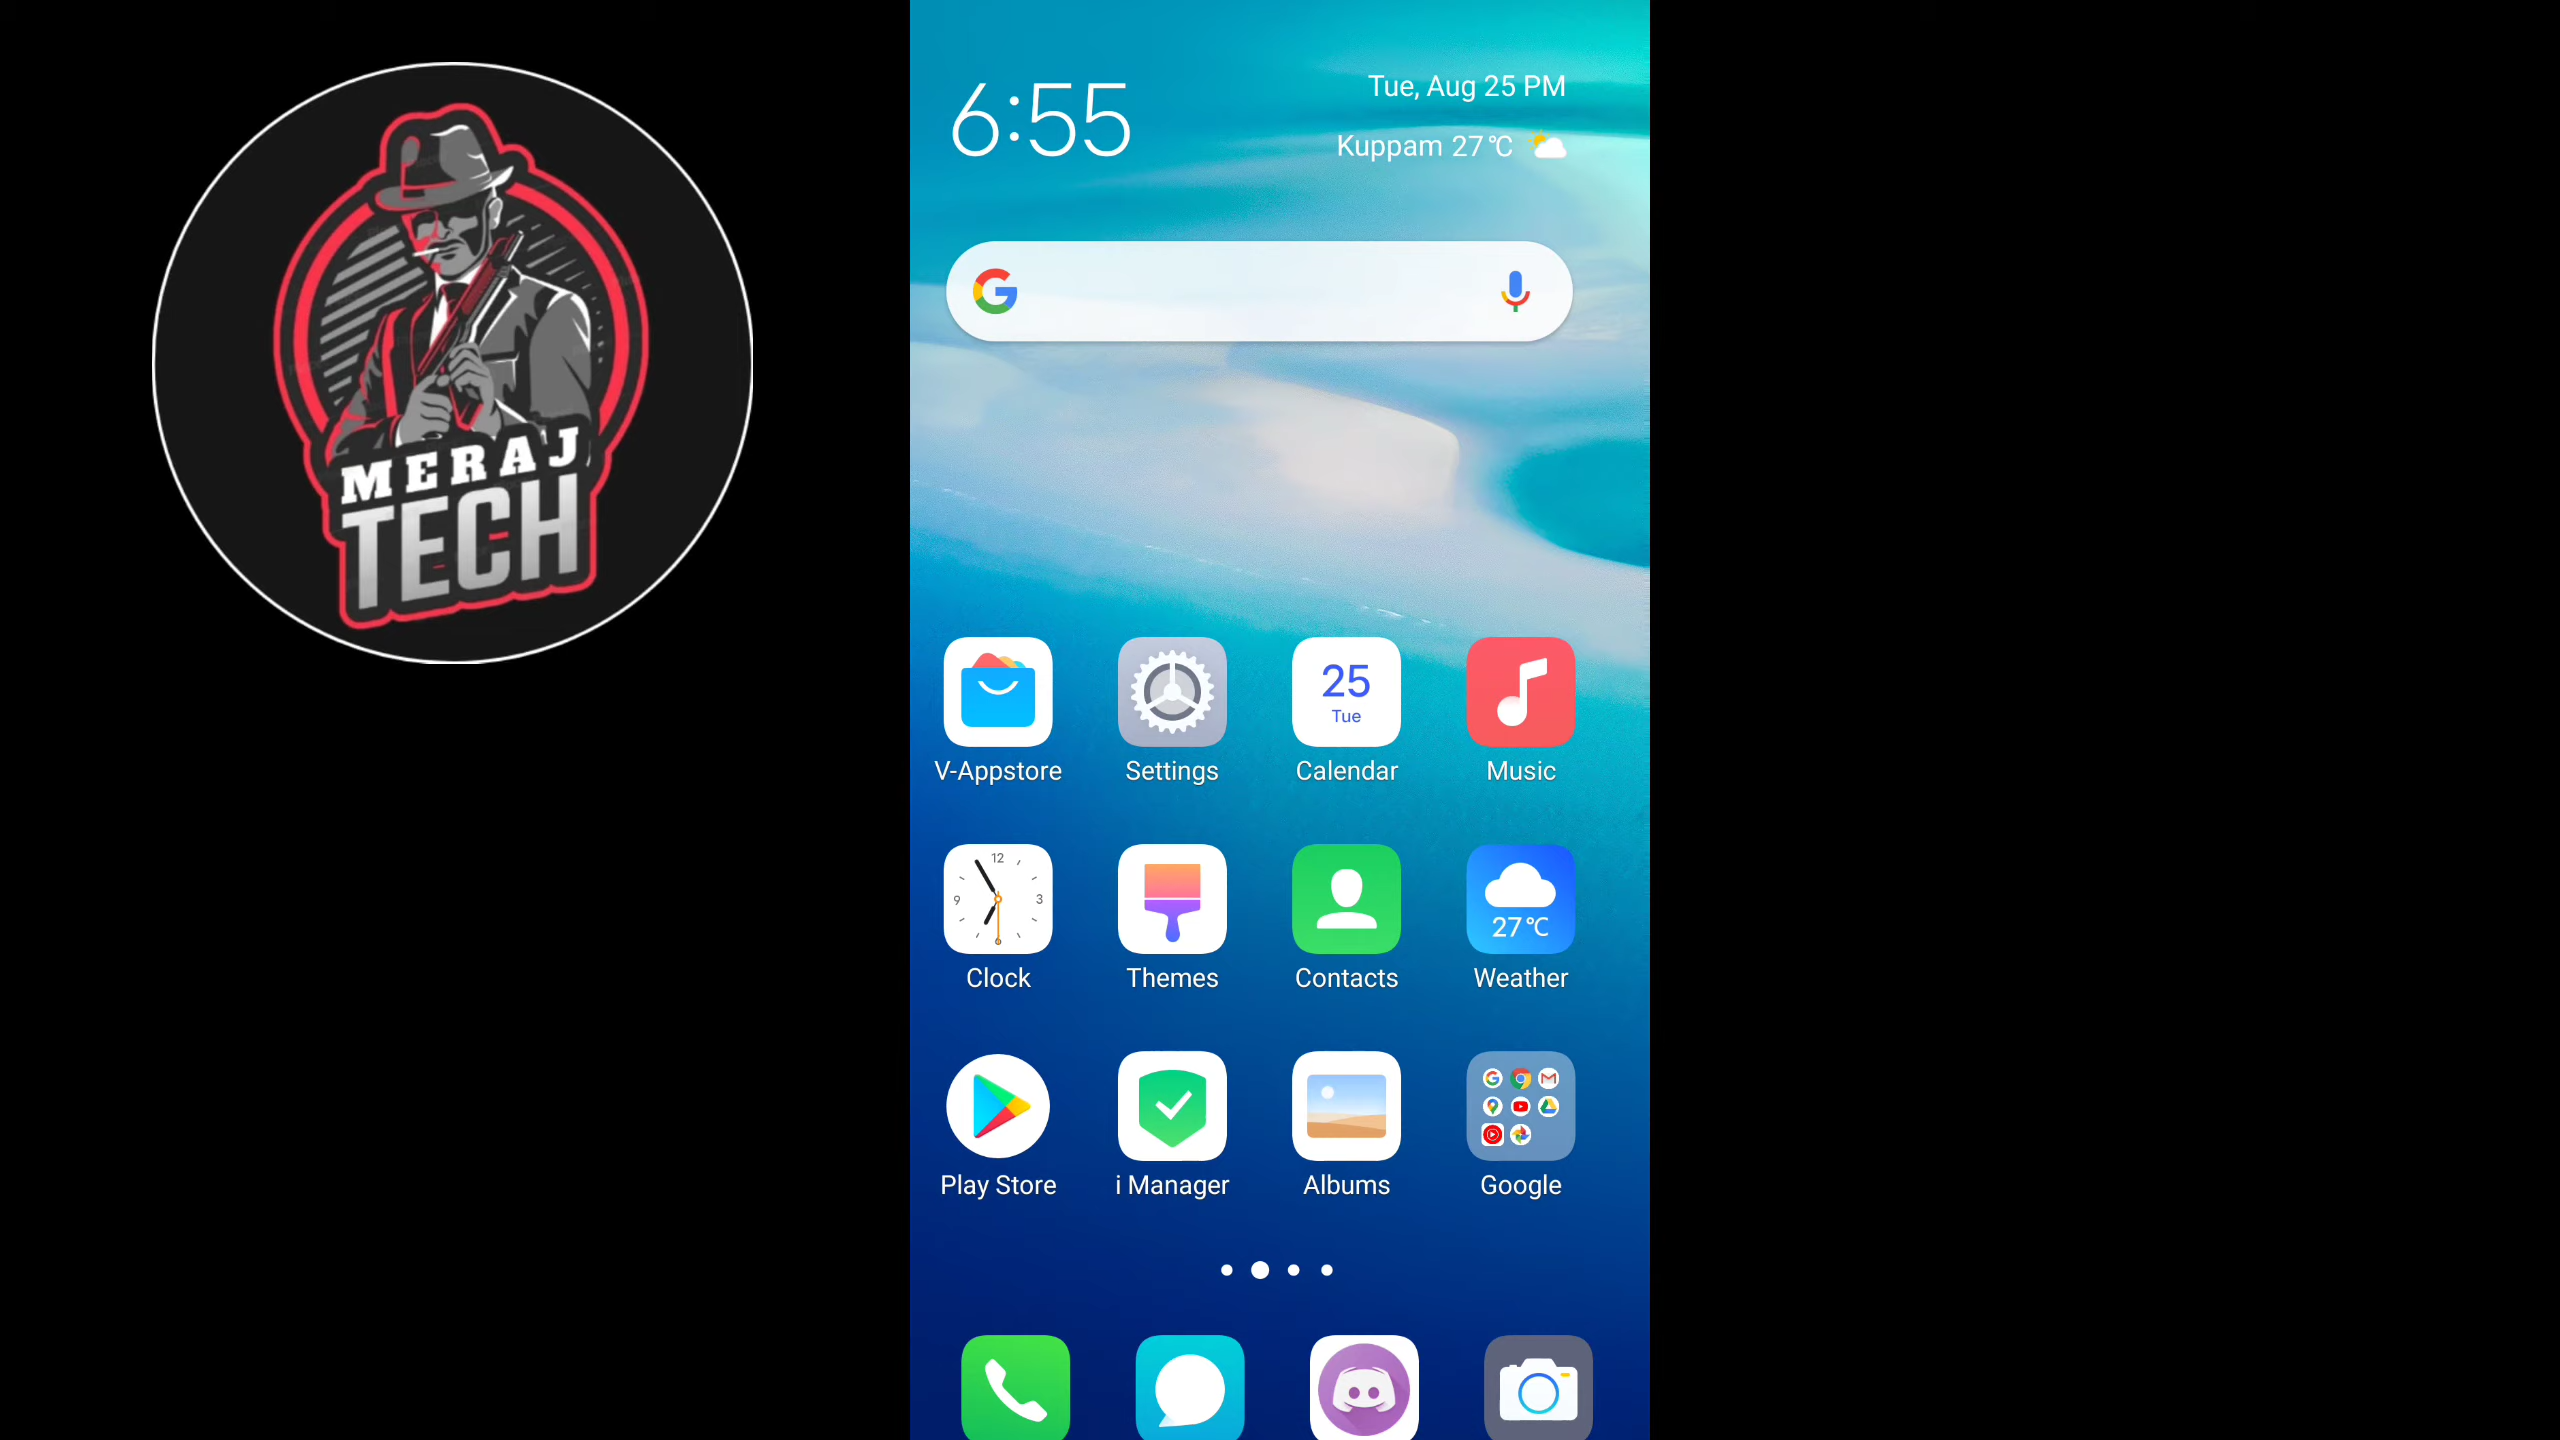 MERAJ
TECH
6:55
Tue, Aug 25 PM
Kuppam 27°C
25
Tue
V-Appstore
Settings
Calendar
Music
12
9
3
27°C
Clock
Themes
Contacts
Weather
Play Store
i Manager
Albums
Google